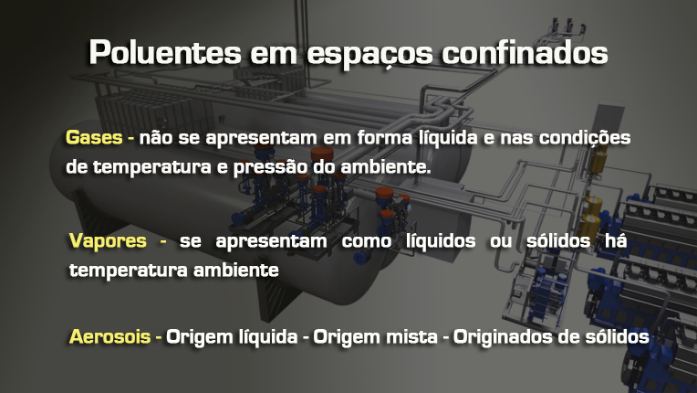 Poluentes em espaços confinados
Gases - não se apresentam em forma líquida e nas condições
de temperatura e pressão do ambiente.
Vapores - se apresentam como líquidos ou sólidos há
temperatura ambiente
Aerosois - Origem líquida - Origem mista - Originados de sólidos